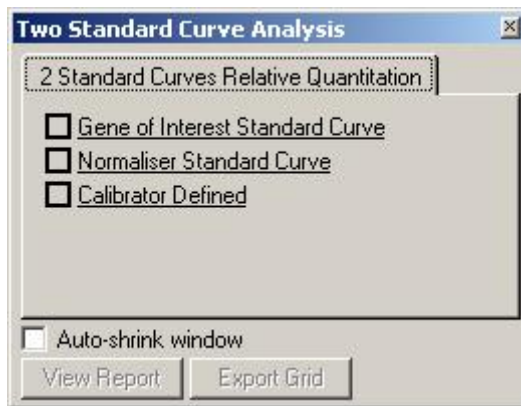 Two Standard Curve Analysis
2 Standard Curves Relative Quantitation
Gene of Interest Standard Curve
Normaliser Standard Curve
Calibrator Defined
Auto-shrink window
View Report Export Grid